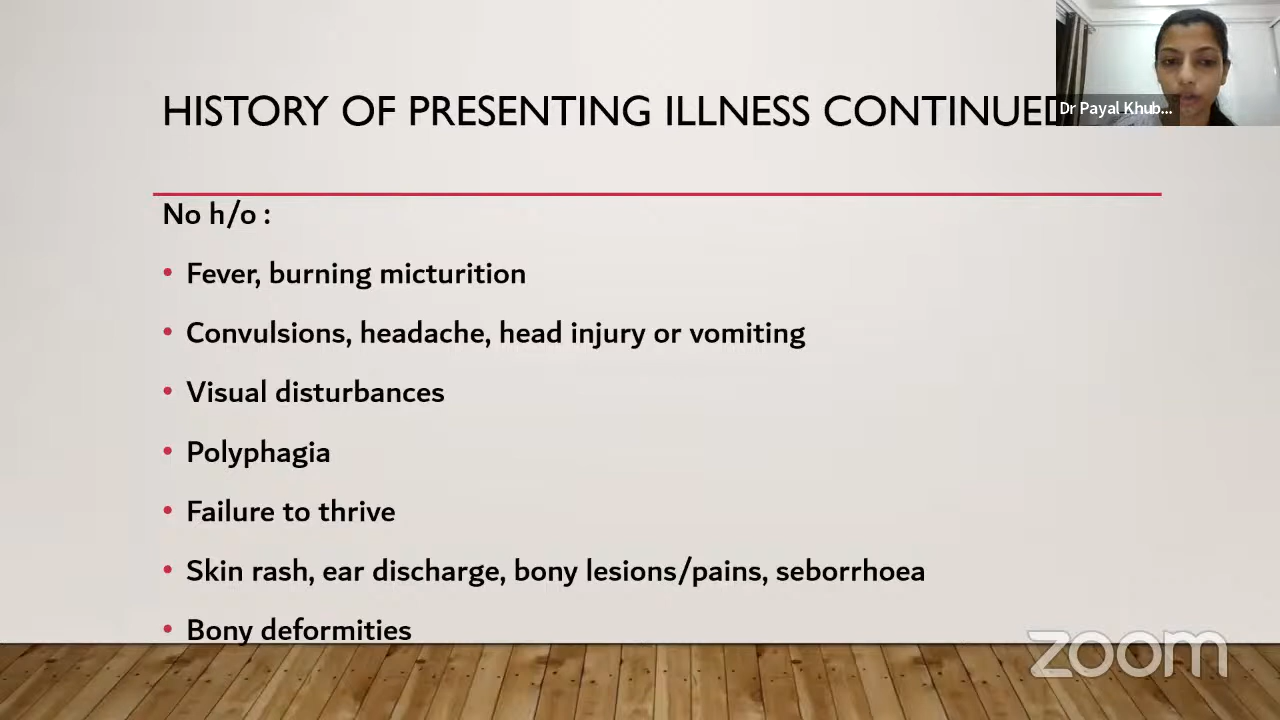 HISTORY OF PRESENTING ILLNESS CONTINUED
Dr Payal Khub...
No h/o :
• Fever, burning micturition
• Convulsions, headache, head injury or vomiting
• Visual disturbances
• Polyphagia
• Failure to thrive
• Skin rash, ear discharge, bony lesions/pains, seborrhoea
• Bony deformities
zoom